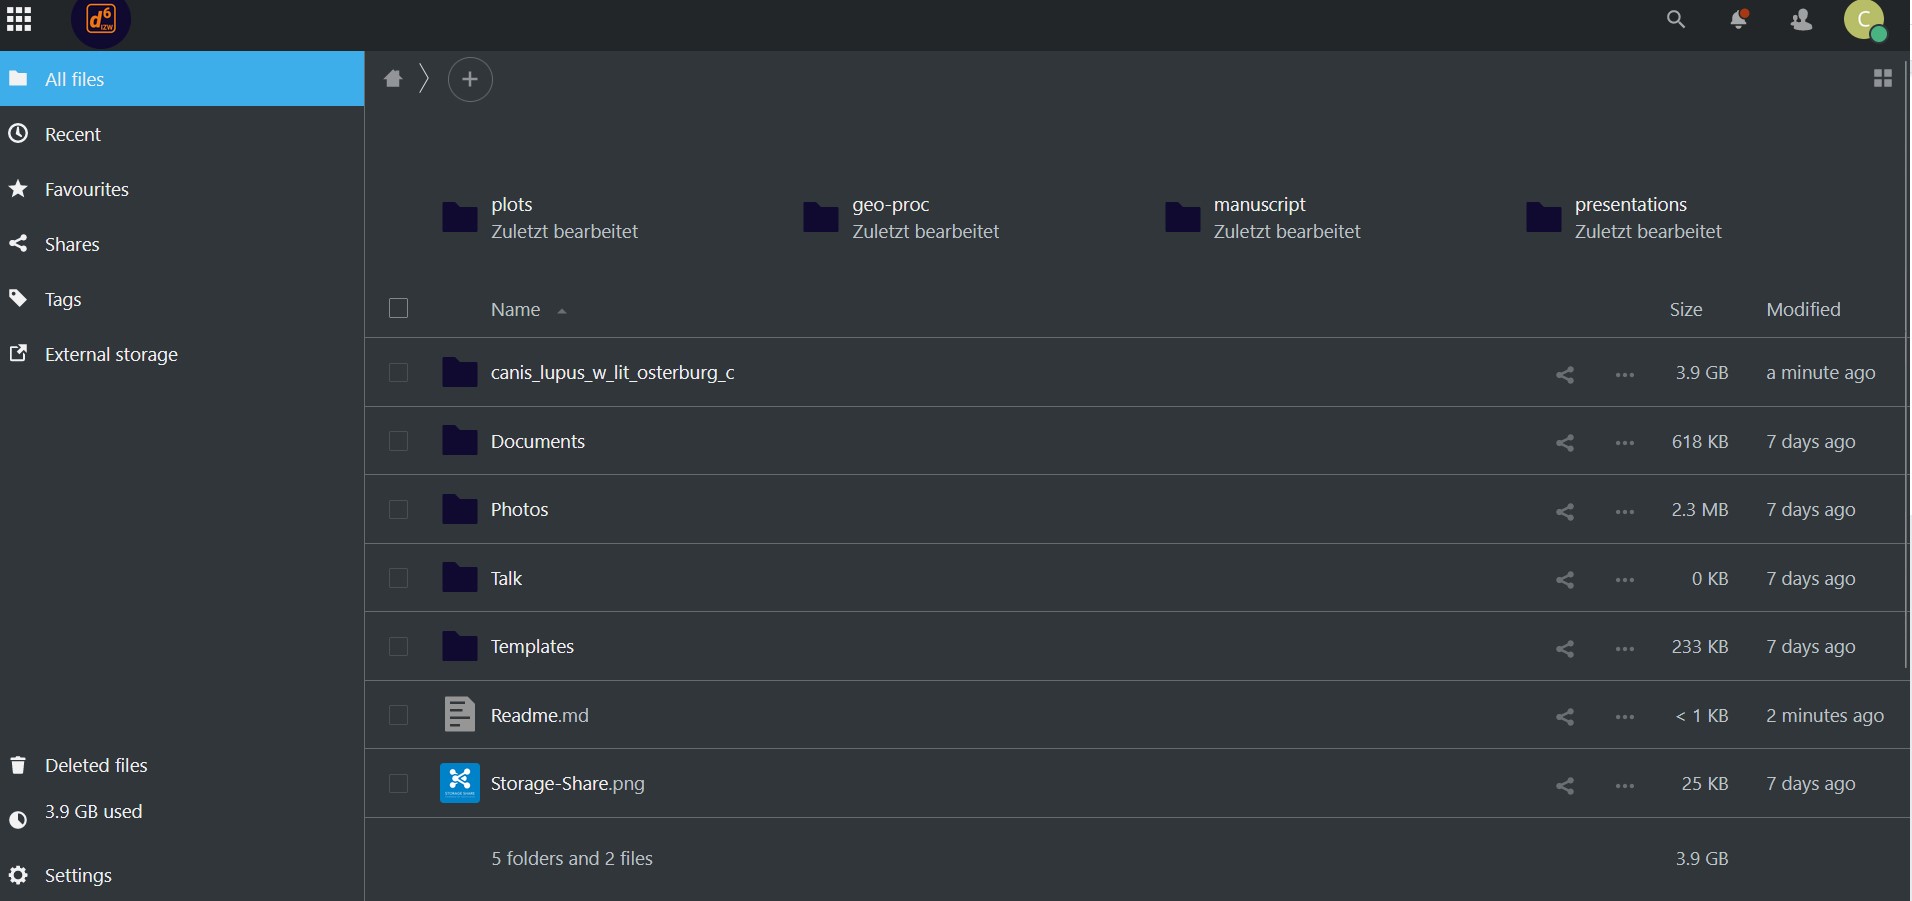 d6
IZW
C
All files
Recent
Favourites
Shares
Tags
External storage
Deleted files
3.9 GB used
Settings
plots
Zuletzt bearbeitet
geo-proc
Zuletzt bearbeitet
manuscript
Zuletzt bearbeitet
presentations
Zuletzt bearbeitet
Name Size Modified
canis_lupus_w_lit_osterburg_c 3.9 GB a minute ago
Documents 618 KB 7 days ago
Photos 2.3 MB 7 days ago
Talk 0 KB 7 days ago
Templates 233 KB 7 days ago
Readme.md < 1 KB 2 minutes ago
STORAGE SHARE
Storage-Share.png 25 KB 7 days ago
5 folders and 2 files 3.9 GB